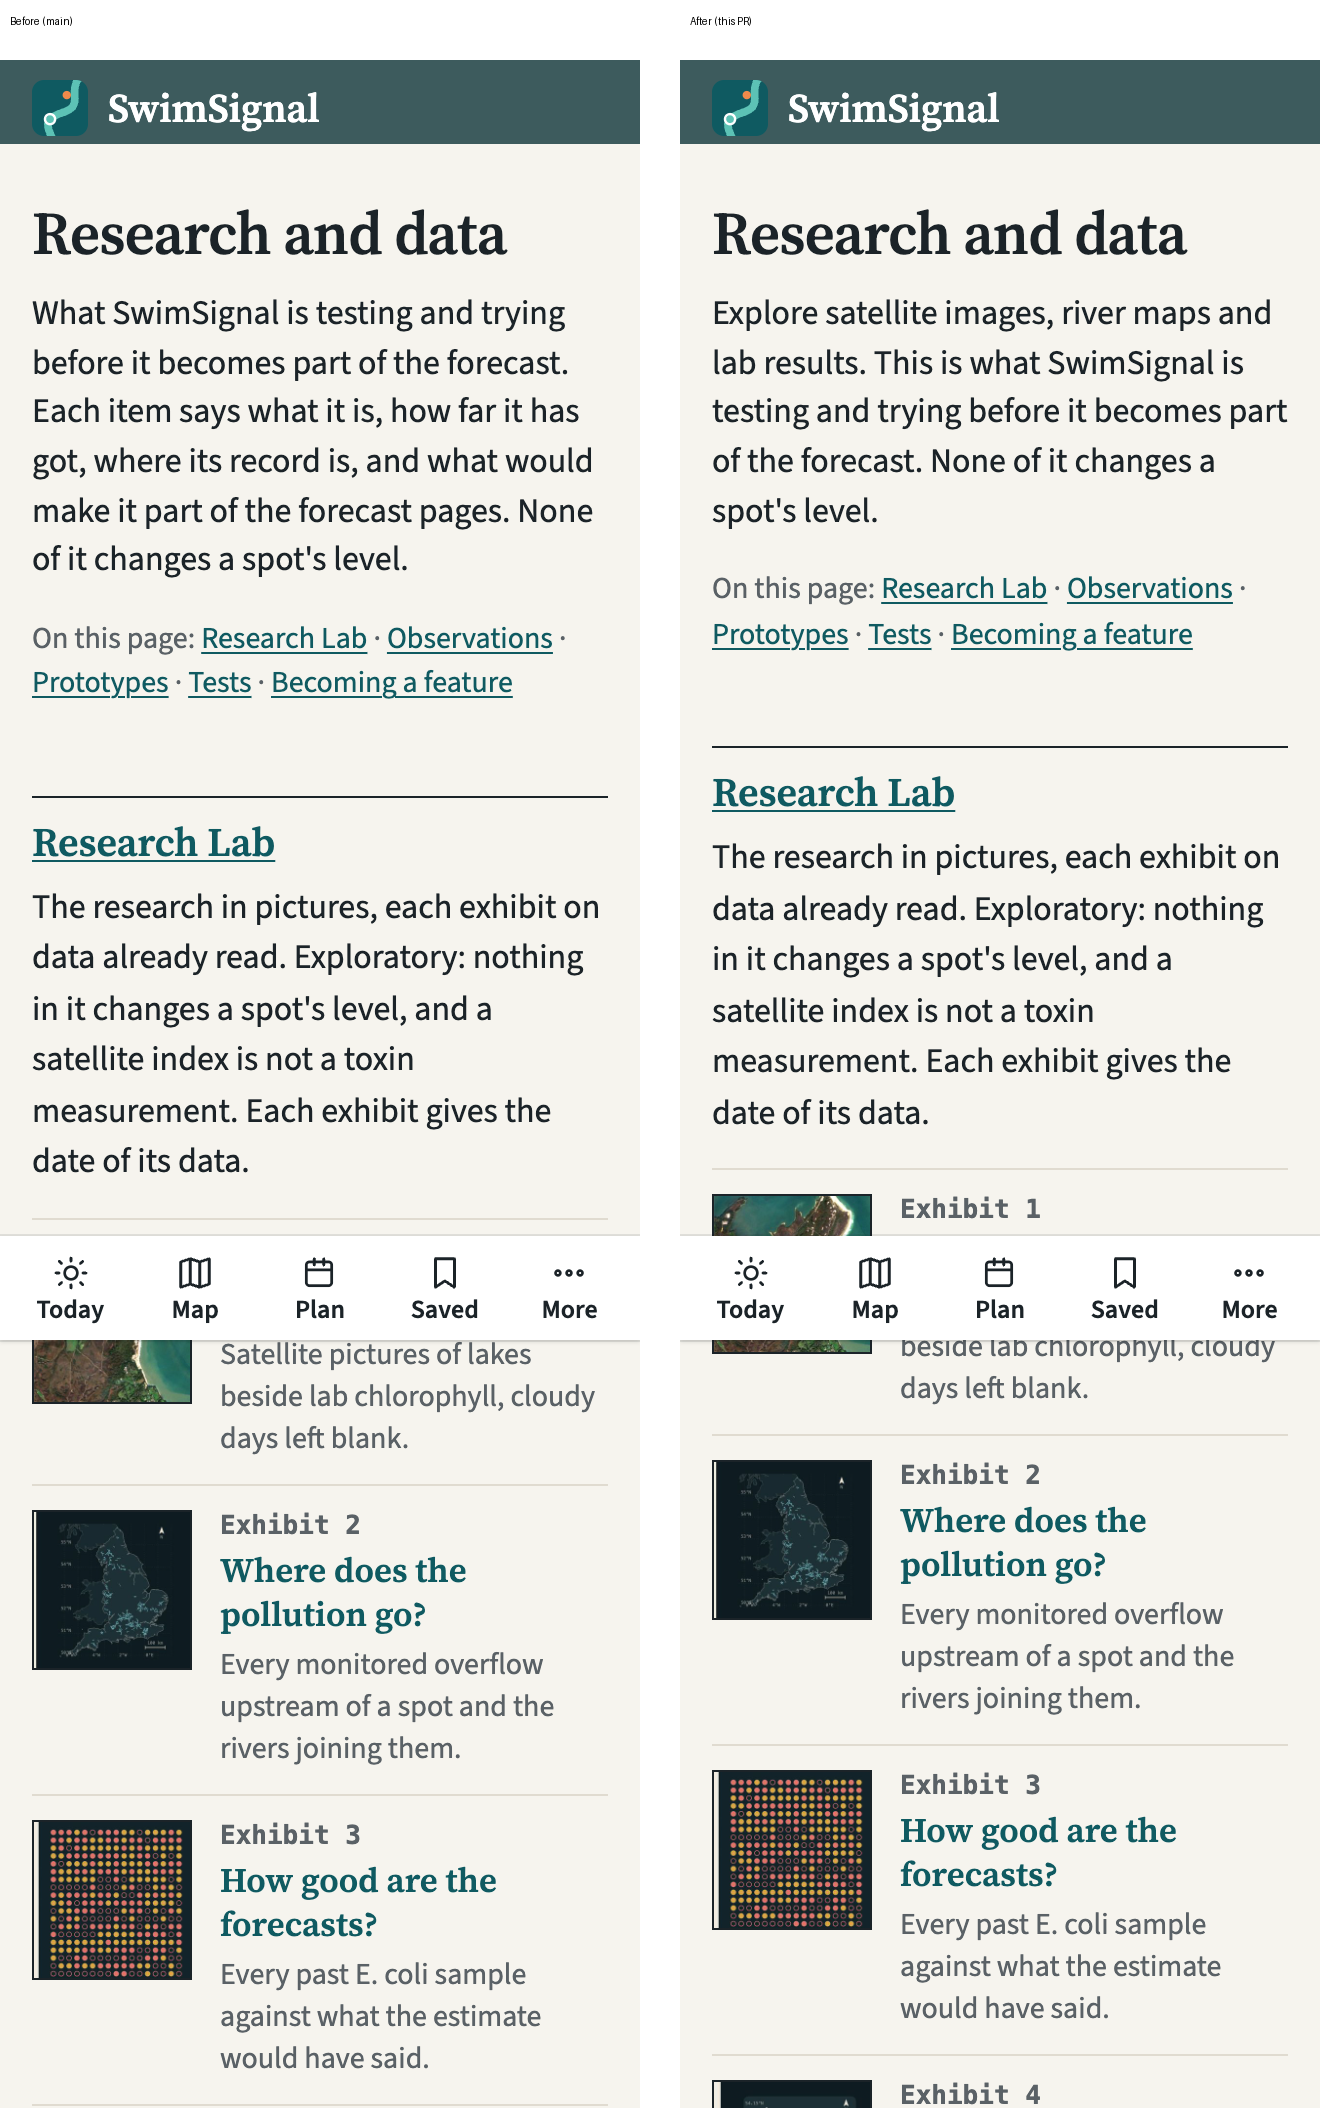 Before (main)
SwimSignal
Research and data
What SwimSignal is testing and trying
before it becomes part of the forecast.
Each item says what it is, how far it has
got, where its record is, and what would
make it part of the forecast pages. None
of it changes a spot's level.
On this page: Research Lab · Observations ·
Prototypes · Tests · Becoming a feature
Research Lab
The research in pictures, each exhibit on
data already read. Exploratory: nothing
in it changes a spot's level, and a
satellite index is not a toxin
measurement. Each exhibit gives the
date of its data.
Today
Map
Plan
Saved
More
Satellite pictures of lakes
beside lab chlorophyll, cloudy
days left blank.
Exhibit 2
Where does the
pollution go?
Every monitored overflow
upstream of a spot and the
rivers joining them.
Exhibit 3
How good are the
forecasts?
Every past E. coli sample
against what the estimate
would have said.
After (this PR)
SwimSignal
Research and data
Explore satellite images, river maps and
lab results. This is what SwimSignal is
testing and trying before it becomes part
of the forecast. None of it changes a
spot's level.
On this page: Research Lab · Observations ·
Prototypes · Tests · Becoming a feature
Research Lab
The research in pictures, each exhibit on
data already read. Exploratory: nothing
in it changes a spot's level, and a
satellite index is not a toxin
measurement. Each exhibit gives the
date of its data.
Exhibit 1
Today
Map
Plan
Saved
More
beside lab chlorophyll, cloudy
days left blank.
Exhibit 2
Where does the
pollution go?
Every monitored overflow
upstream of a spot and the
rivers joining them.
Exhibit 3
How good are the
forecasts?
Every past E. coli sample
against what the estimate
would have said.
Exhibit 4